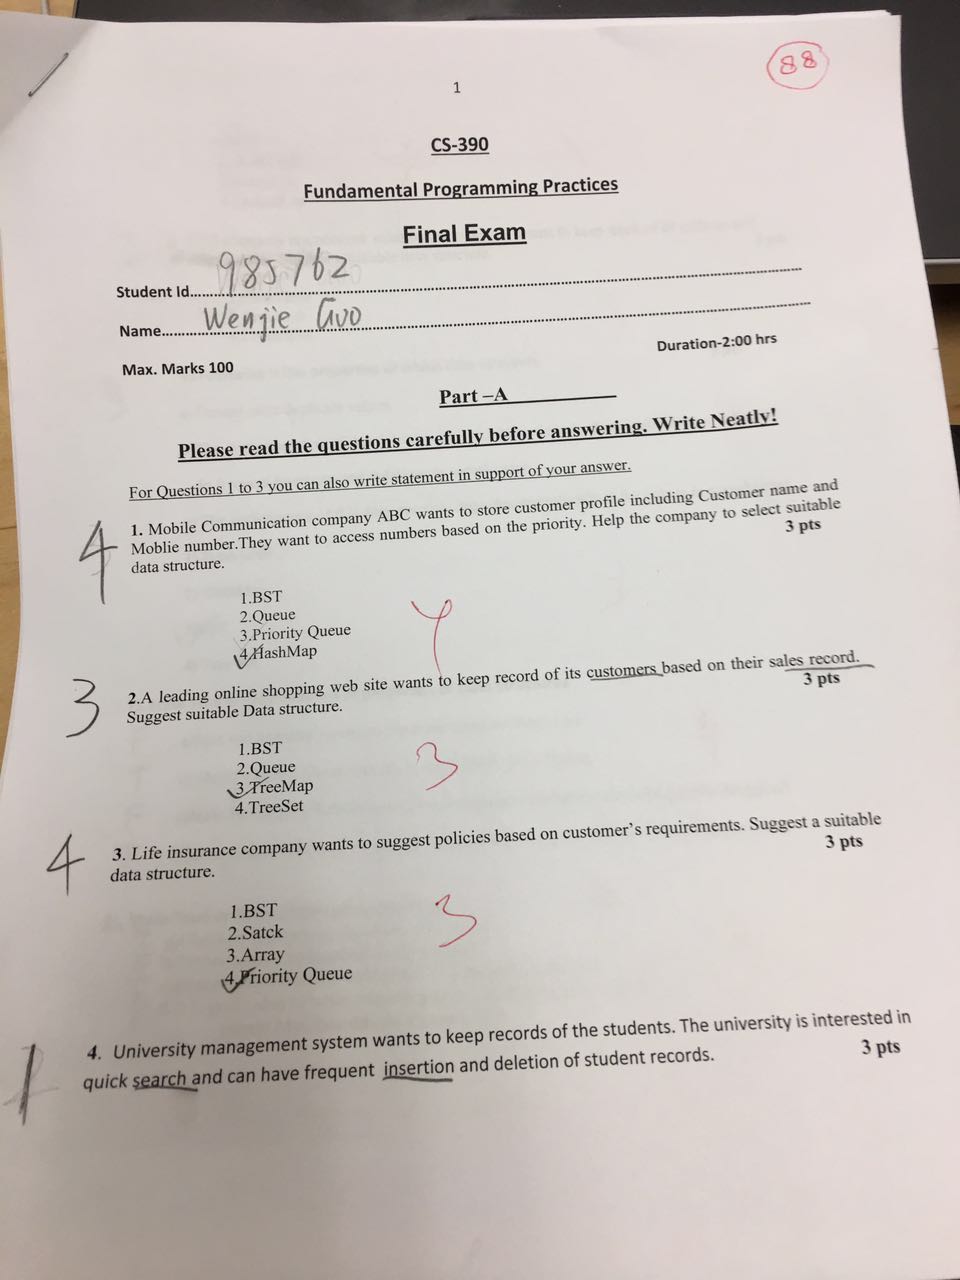 88
1
CS-390
Fundamental Programming Practices
Final Exam
Student Id.....985762
Name.....Wenjie Guo
Max. Marks 100
Duration-2:00 hrs
Part –A
Please read the questions carefully before answering. Write Neatly!
For Questions 1 to 3 you can also write statement in support of your answer.
4
1. Mobile Communication company ABC wants to store customer profile including Customer name and
Moblie number.They want to access numbers based on the priority. Help the company to select suitable
data structure.
3 pts
1.BST
2.Queue
3.Priority Queue
4.HashMap
3
2.A leading online shopping web site wants to keep record of its customers based on their sales record.
Suggest suitable Data structure.
3 pts
1.BST
2.Queue
3.TreeMap
4.TreeSet
3
4
3. Life insurance company wants to suggest policies based on customer's requirements. Suggest a suitable
data structure.
3 pts
1.BST
2.Satck
3.Array
4.Priority Queue
3
1
4. University management system wants to keep records of the students. The university is interested in
quick search and can have frequent insertion and deletion of student records.
3 pts